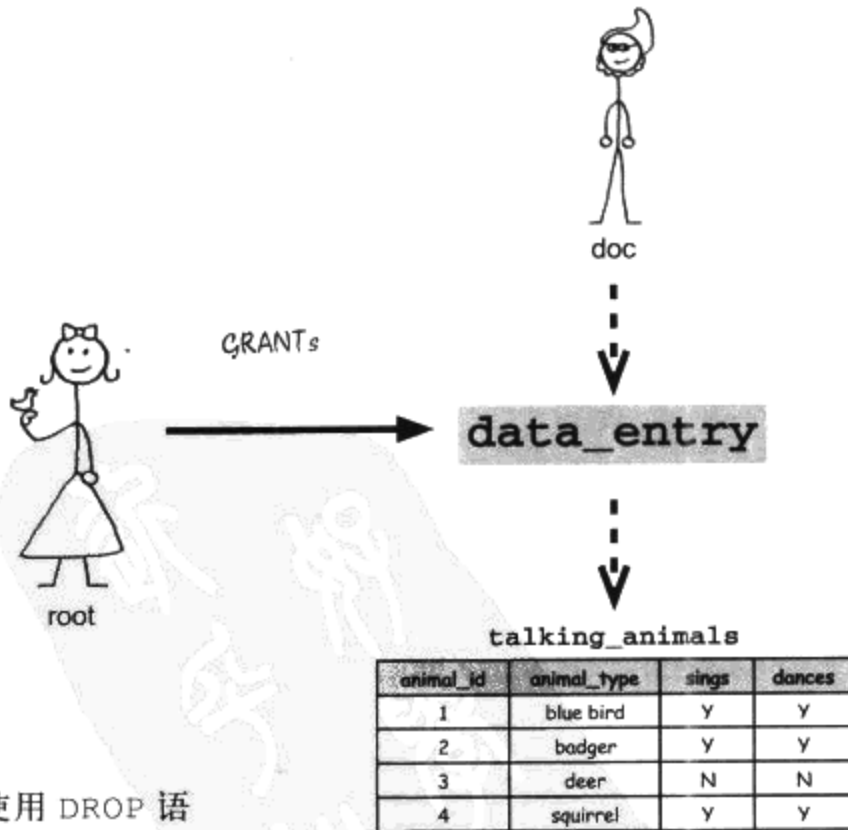 doc
GRANTs
data_entry
root
talking_animals
animal_id animal_type sings dances
1 blue bird Y Y
2 badger Y Y
3 deer N N
4 squirrel Y Y
使用 DROP 语